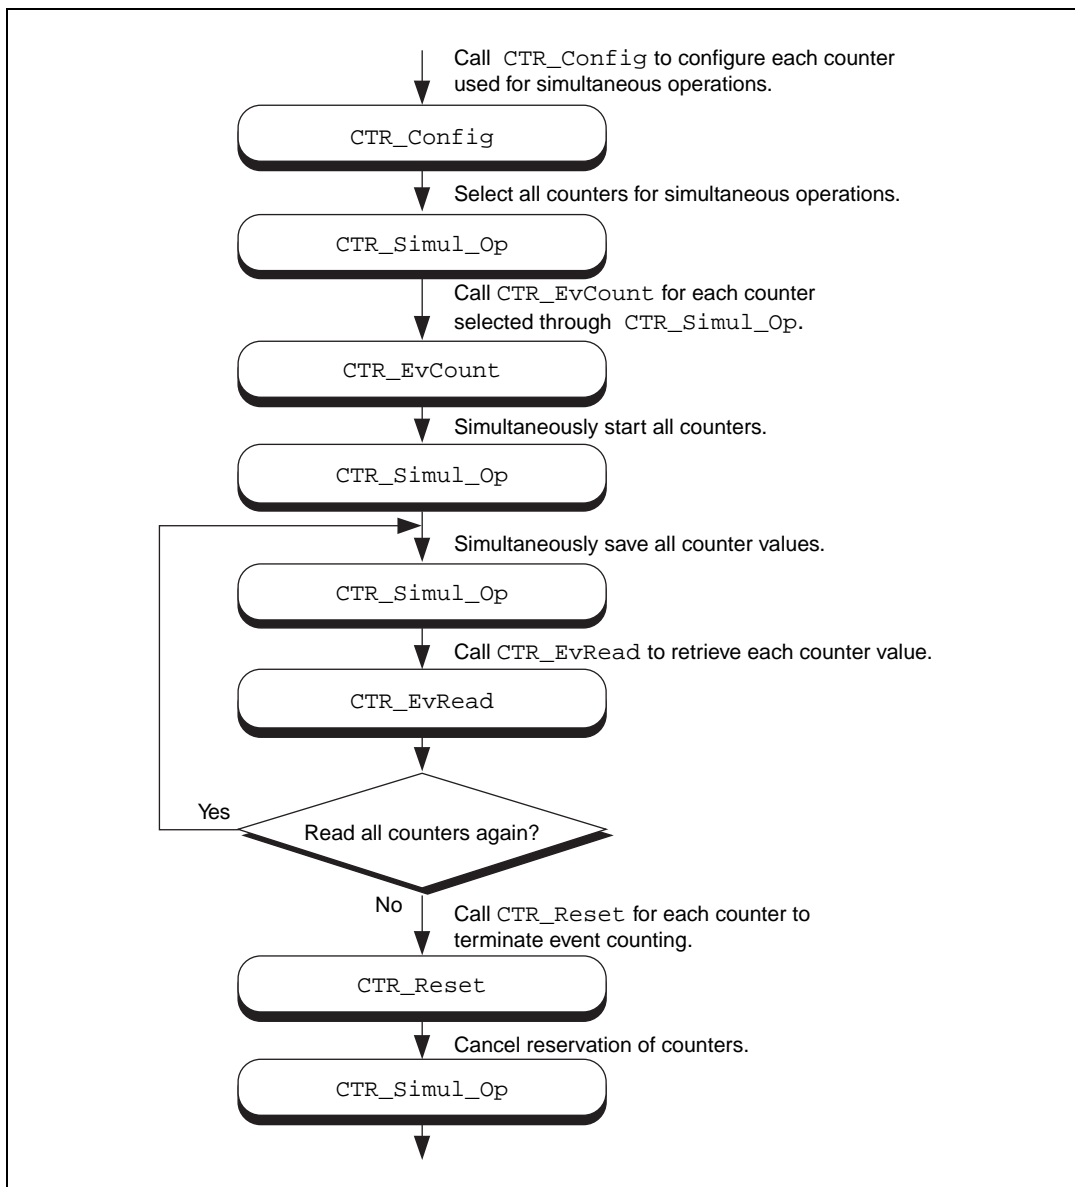 Call CTR_Config to configure each counter
used for simultaneous operations.
CTR_Config
Select all counters for simultaneous operations.
CTR_Simul_Op
Call CTR_EvCount for each counter
selected through CTR_Simul_Op.
CTR_EvCount
Simultaneously start all counters.
CTR_Simul_Op
Simultaneously save all counter values.
CTR_Simul_Op
Call CTR_EvRead to retrieve each counter value.
CTR_EvRead
Yes
Read all counters again?
No
Call CTR_Reset for each counter to
terminate event counting.
CTR_Reset
Cancel reservation of counters.
CTR_Simul_Op